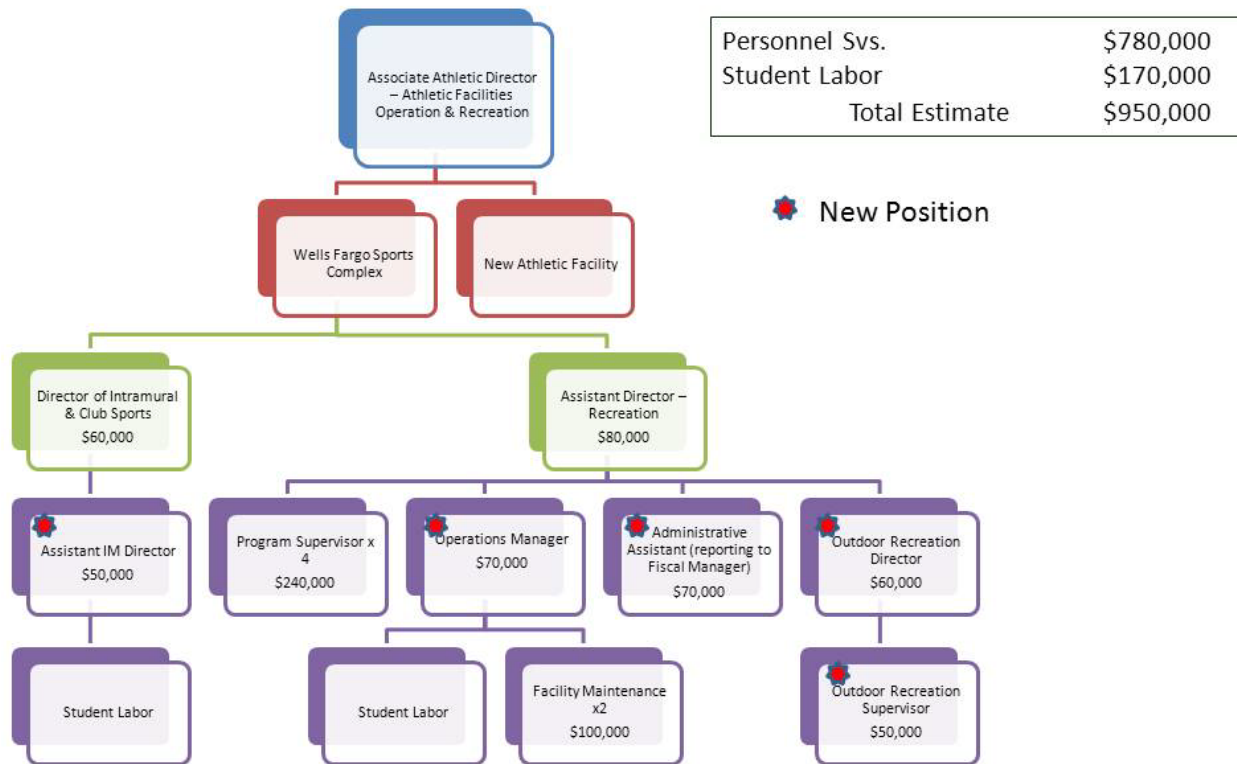 Personnel Svs. $780,000
Student Labor $170,000
Total Estimate $950,000
New Position
Associate Athletic Director
– Athletic Facilities
Operation & Recreation
Wells Fargo Sports
Complex
New Athletic Facility
Director of Intramural
& Club Sports
$60,000
Assistant Director –
Recreation
$80,000
Assistant IM Director
$50,000
Program Supervisor x
4
$240,000
Operations Manager
$70,000
Administrative
Assistant (reporting to
Fiscal Manager)
$70,000
Outdoor Recreation
Director
$60,000
Student Labor
Student Labor
Facility Maintenance
x2
$100,000
Outdoor Recreation
Supervisor
$50,000